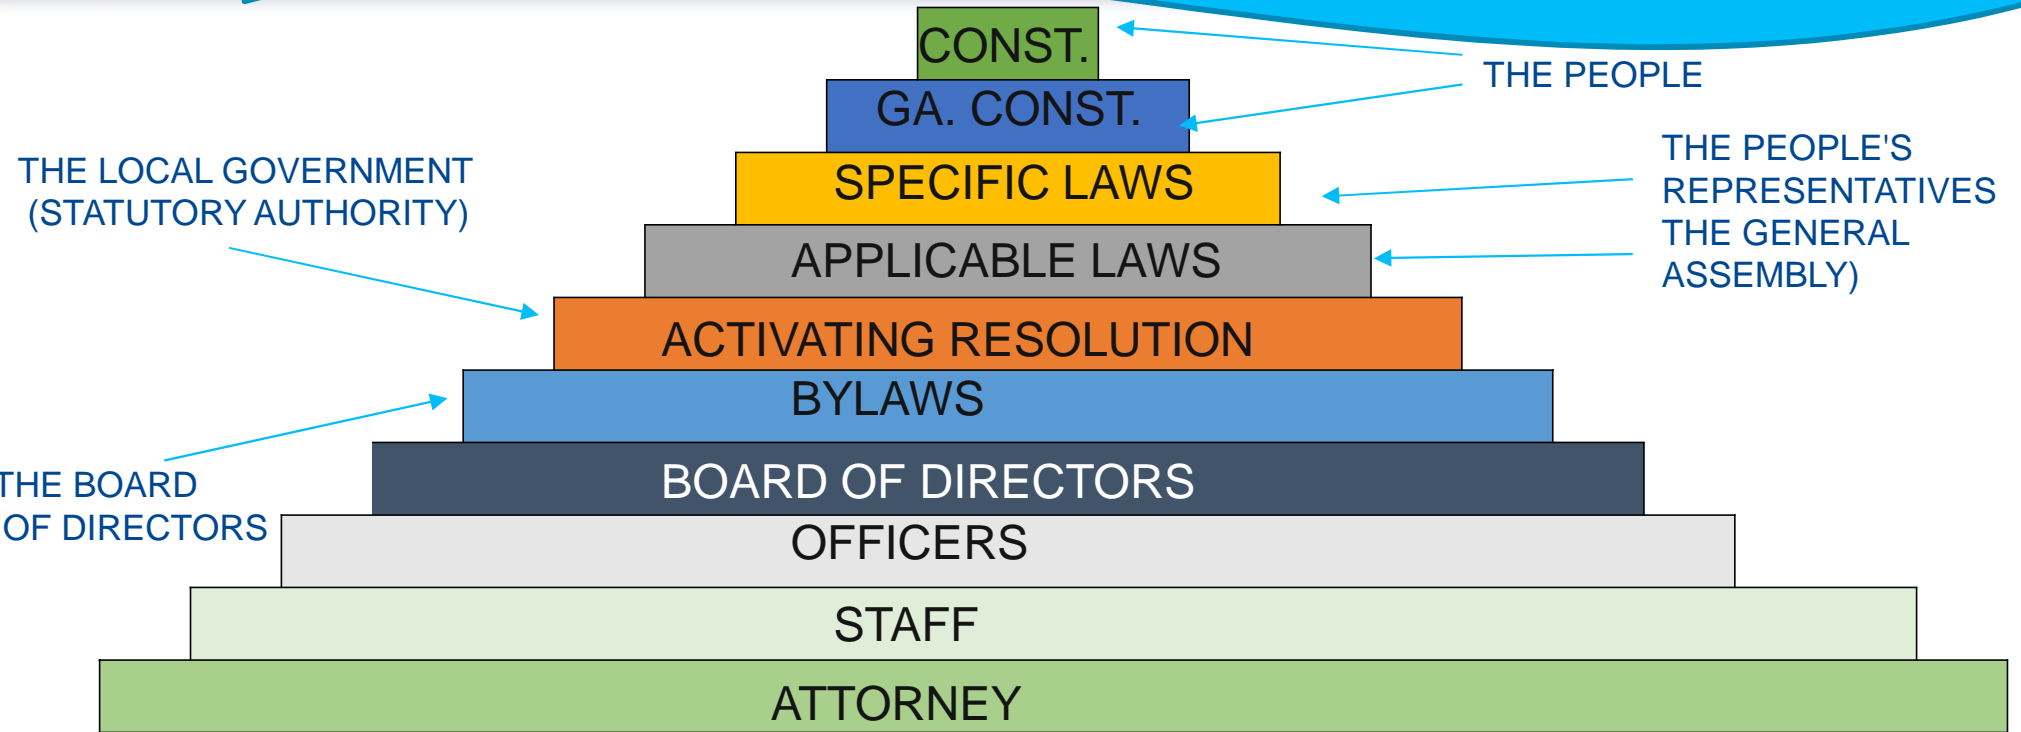 CONST.
THE PEOPLE
GA. CONST.
THE PEOPLE'S
REPRESENTATIVES
THE GENERAL
ASSEMBLY)
THE LOCAL GOVERNMENT
(STATUTORY AUTHORITY)
SPECIFIC LAWS
APPLICABLE LAWS
ACTIVATING RESOLUTION
BYLAWS
THE BOARD
OF DIRECTORS
BOARD OF DIRECTORS
OFFICERS
STAFF
ATTORNEY